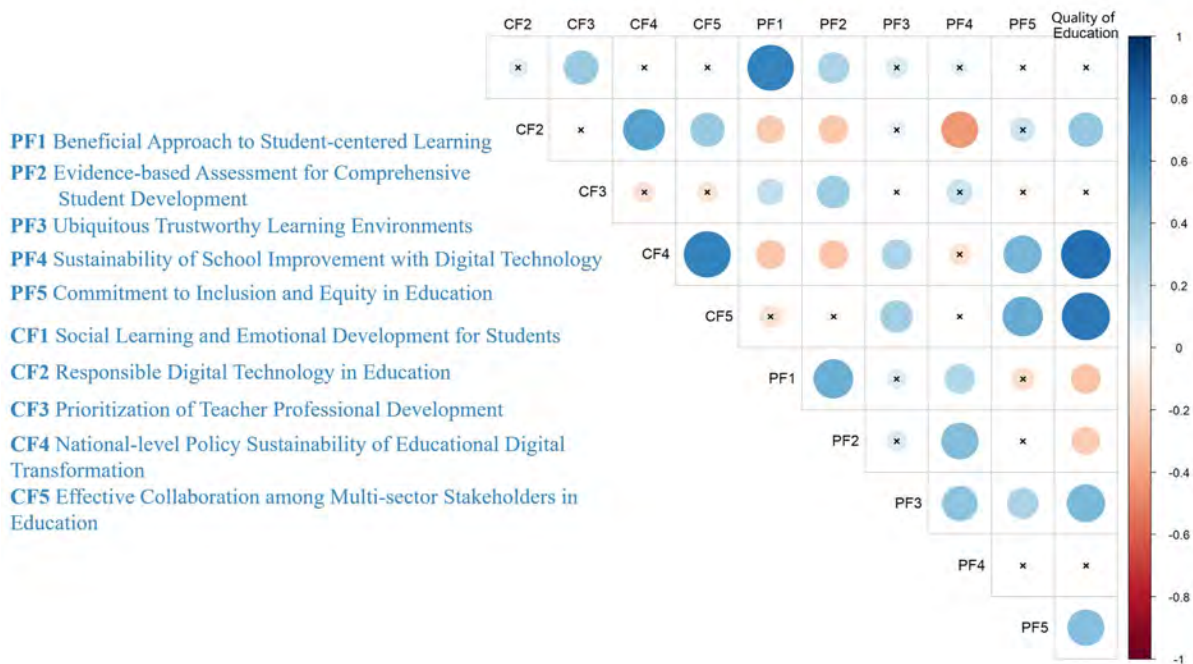 CF2 CF3 CF4 CF5 PF1 PF2 PF3 PF4 PF5 Quality of
Education
1
0.8
CF2
PF1 Beneficial Approach to Student-centered Learning
0.6
PF2 Evidence-based Assessment for Comprehensive
Student Development
CF3
0.4
PF3 Ubiquitous Trustworthy Learning Environments
PF4 Sustainability of School Improvement with Digital Technology
CF4
0.2
PF5 Commitment to Inclusion and Equity in Education
CF5
CF1 Social Learning and Emotional Development for Students
0
CF2 Responsible Digital Technology in Education
PF1
-0.2
CF3 Prioritization of Teacher Professional Development
CF4 National-level Policy Sustainability of Educational Digital
Transformation
PF2
-0.4
CF5 Effective Collaboration among Multi-sector Stakeholders in
Education
PF3
-0.6
PF4
-0.8
PF5
-1